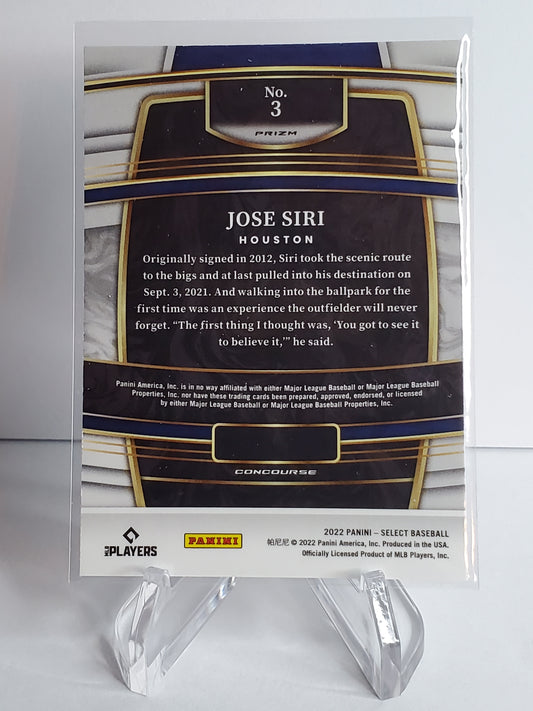 No.
3
PRIZM
JOSE SIRI
HOUSTON
Originally signed in 2012, Siri took the scenic route
to the bigs and at last pulled into his destination on
Sept. 3, 2021. And walking into the ballpark for the
first time was an experience the outfielder will never
forget. “The first thing I thought was, ‘You got to see it
to believe it,’” he said.
Panini America, Inc. is in no way affiliated with either Major League Baseball or Major League Baseball
Properties, Inc. nor have these trading cards been prepared, approved, endorsed, or licensed
by either Major League Baseball or Major League Baseball Properties, Inc.
CONCOURSE
MLB PLAYERS
PANINI
2022 PANINI – SELECT BASEBALL
帕尼尼 © 2022 Panini America, Inc. Produced in the USA.
Officially Licensed Product of MLB Players, Inc.